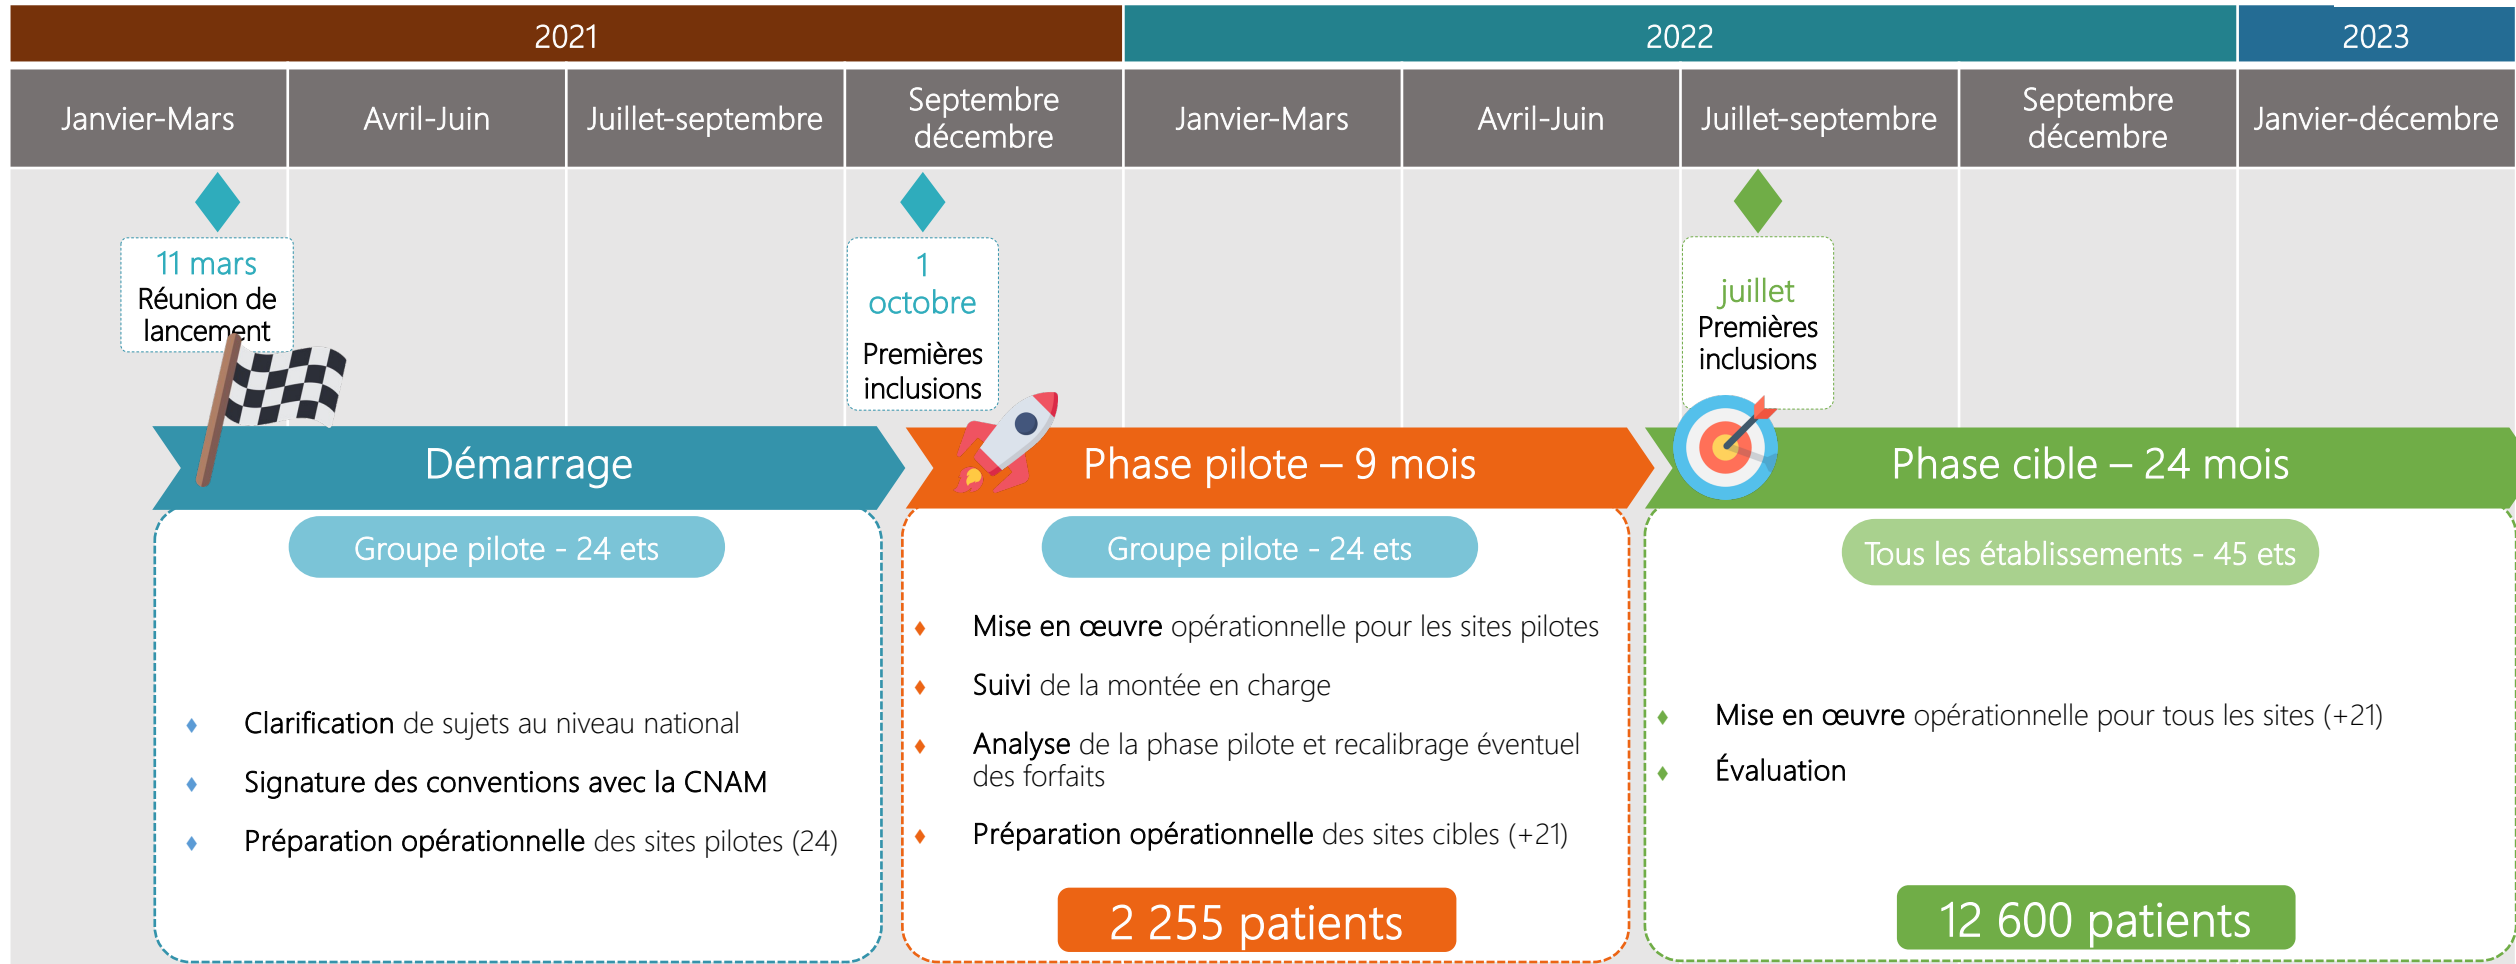 2021
2022
2023
Janvier-Mars
Avril-Juin
Juillet-septembre
Septembre
décembre
Janvier-Mars
Avril-Juin
Juillet-septembre
Septembre
décembre
Janvier-décembre
11 mars
Réunion de
lancement
1
octobre
Premières
inclusions
juillet
Premières
inclusions
Démarrage
Groupe pilote - 24 ets
Clarification de sujets au niveau national
Signature des conventions avec la CNAM
Préparation opérationnelle des sites pilotes (24)
Phase pilote – 9 mois
Groupe pilote - 24 ets
Mise en œuvre opérationnelle pour les sites pilotes
Suivi de la montée en charge
Analyse de la phase pilote et recalibrage éventuel
des forfaits
Préparation opérationnelle des sites cibles (+21)
2 255 patients
Phase cible – 24 mois
Tous les établissements - 45 ets
Mise en œuvre opérationnelle pour tous les sites (+21)
Évaluation
12 600 patients